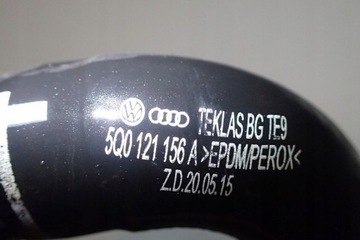 TEKLAS BG TE9
5Q0 121 156 A >EPDM/PEROX<
Z.D.20.05.15